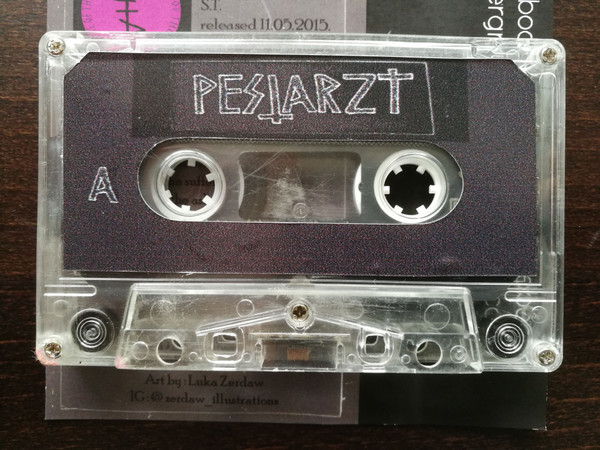 S.T.
released 11.05.2015.
PESTARZT
A
Art by : Luka Zerdaw
IG : @ zerdaw_illustrations